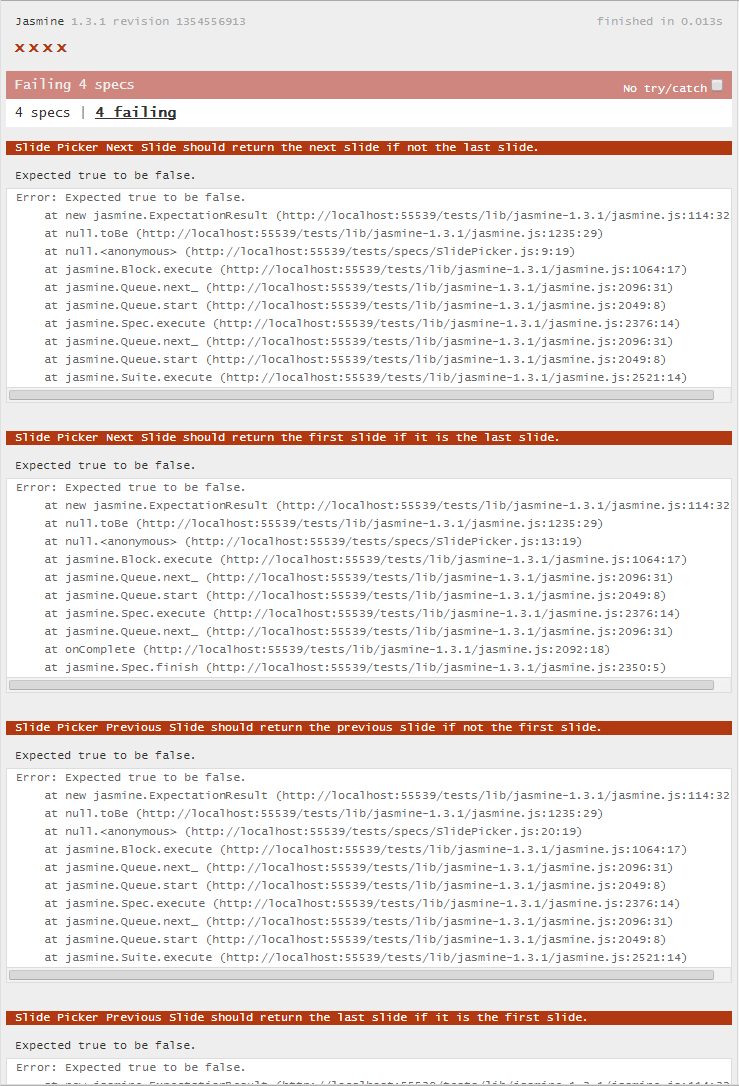 Jasmine 1.3.1 revision 1354556913 finished in 0.013s
xxxx
Failing 4 specs No try/catch
4 specs | 4 failing
Slide Picker Next Slide should return the next slide if not the last slide.
Expected true to be false.
Error: Expected true to be false.
at new jasmine.ExpectationResult (http://localhost:55539/tests/lib/jasmine-1.3.1/jasmine.js:114:32
at null.toBe (http://localhost:55539/tests/lib/jasmine-1.3.1/jasmine.js:1235:29)
at null.<anonymous> (http://localhost:55539/tests/specs/SlidePicker.js:9:19)
at jasmine.Block.execute (http://localhost:55539/tests/lib/jasmine-1.3.1/jasmine.js:1064:17)
at jasmine.Queue.next_ (http://localhost:55539/tests/lib/jasmine-1.3.1/jasmine.js:2096:31)
at jasmine.Queue.start (http://localhost:55539/tests/lib/jasmine-1.3.1/jasmine.js:2049:8)
at jasmine.Spec.execute (http://localhost:55539/tests/lib/jasmine-1.3.1/jasmine.js:2376:14)
at jasmine.Queue.next_ (http://localhost:55539/tests/lib/jasmine-1.3.1/jasmine.js:2096:31)
at jasmine.Queue.start (http://localhost:55539/tests/lib/jasmine-1.3.1/jasmine.js:2049:8)
at jasmine.Suite.execute (http://localhost:55539/tests/lib/jasmine-1.3.1/jasmine.js:2521:14)
Slide Picker Next Slide should return the first slide if it is the last slide.
Expected true to be false.
Error: Expected true to be false.
at new jasmine.ExpectationResult (http://localhost:55539/tests/lib/jasmine-1.3.1/jasmine.js:114:32
at null.toBe (http://localhost:55539/tests/lib/jasmine-1.3.1/jasmine.js:1235:29)
at null.<anonymous> (http://localhost:55539/tests/specs/SlidePicker.js:13:19)
at jasmine.Block.execute (http://localhost:55539/tests/lib/jasmine-1.3.1/jasmine.js:1064:17)
at jasmine.Queue.next_ (http://localhost:55539/tests/lib/jasmine-1.3.1/jasmine.js:2096:31)
at jasmine.Queue.start (http://localhost:55539/tests/lib/jasmine-1.3.1/jasmine.js:2049:8)
at jasmine.Spec.execute (http://localhost:55539/tests/lib/jasmine-1.3.1/jasmine.js:2376:14)
at jasmine.Queue.next_ (http://localhost:55539/tests/lib/jasmine-1.3.1/jasmine.js:2096:31)
at onComplete (http://localhost:55539/tests/lib/jasmine-1.3.1/jasmine.js:2092:18)
at jasmine.Spec.finish (http://localhost:55539/tests/lib/jasmine-1.3.1/jasmine.js:2350:5)
Slide Picker Previous Slide should return the previous slide if not the first slide.
Expected true to be false.
Error: Expected true to be false.
at new jasmine.ExpectationResult (http://localhost:55539/tests/lib/jasmine-1.3.1/jasmine.js:114:32
at null.toBe (http://localhost:55539/tests/lib/jasmine-1.3.1/jasmine.js:1235:29)
at null.<anonymous> (http://localhost:55539/tests/specs/SlidePicker.js:20:19)
at jasmine.Block.execute (http://localhost:55539/tests/lib/jasmine-1.3.1/jasmine.js:1064:17)
at jasmine.Queue.next_ (http://localhost:55539/tests/lib/jasmine-1.3.1/jasmine.js:2096:31)
at jasmine.Queue.start (http://localhost:55539/tests/lib/jasmine-1.3.1/jasmine.js:2049:8)
at jasmine.Spec.execute (http://localhost:55539/tests/lib/jasmine-1.3.1/jasmine.js:2376:14)
at jasmine.Queue.next_ (http://localhost:55539/tests/lib/jasmine-1.3.1/jasmine.js:2096:31)
at jasmine.Queue.start (http://localhost:55539/tests/lib/jasmine-1.3.1/jasmine.js:2049:8)
at jasmine.Suite.execute (http://localhost:55539/tests/lib/jasmine-1.3.1/jasmine.js:2521:14)
Slide Picker Previous Slide should return the last slide if it is the first slide.
Expected true to be false.
Error: Expected true to be false.